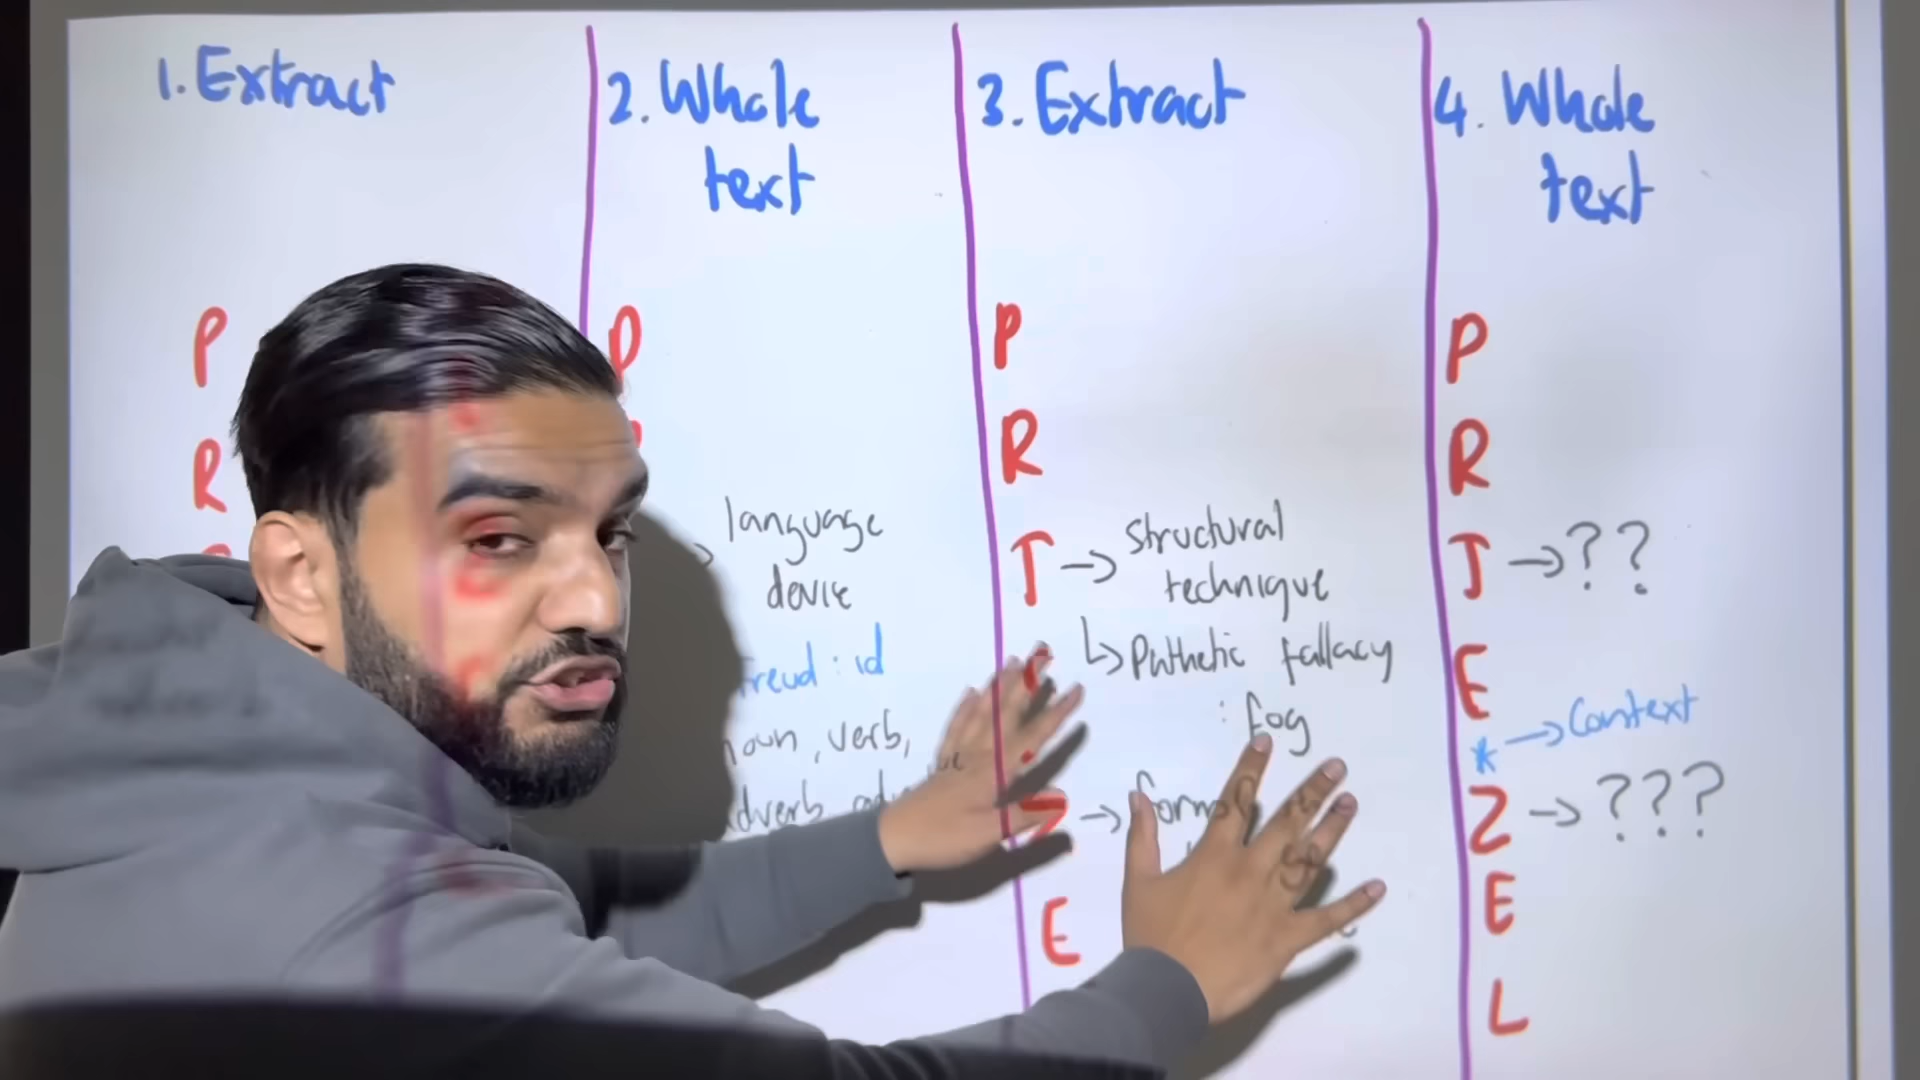 1. Extract
P
R
2. Whole
text
P
language
device
Freud : id
noun, verb,
adverb
3. Extract
P
R
T → structural
technique
↳ Pathetic fallacy
: fog
Z →
E
4. Whole
text
P
R
T → ??
E
* → Context
Z → ???
E
L